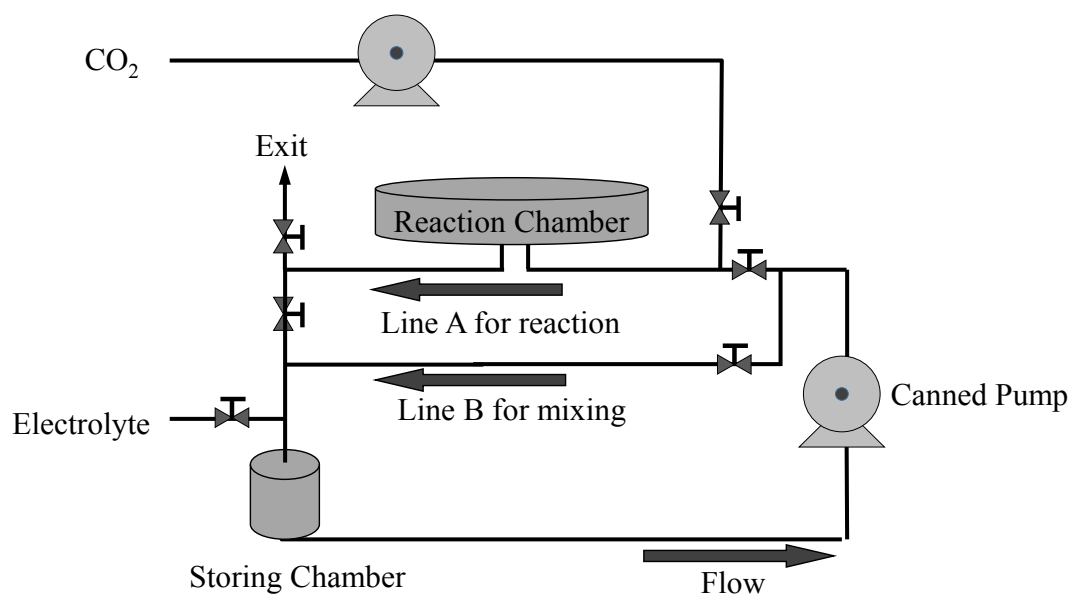 CO₂
Exit
Reaction Chamber
Line A for reaction
Line B for mixing
Canned Pump
Electrolyte
Storing Chamber
Flow